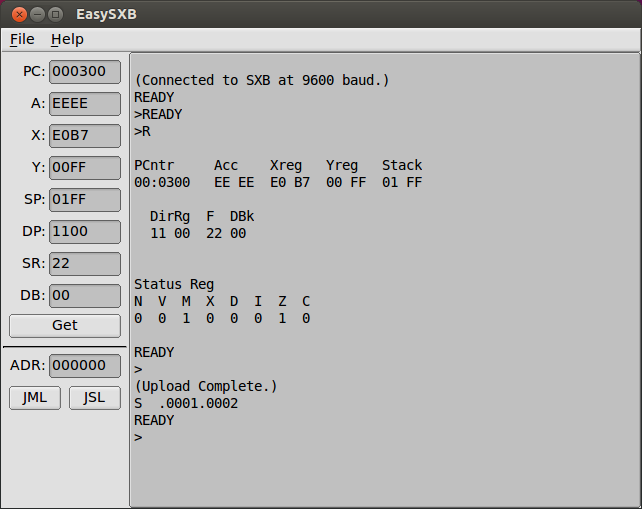 EasySXB
File Help
PC: 000300
A: EEEE
X: E0B7
Y: 00FF
SP: 01FF
DP: 1100
SR: 22
DB: 00
Get
ADR: 000000
JML JSL
(Connected to SXB at 9600 baud.)
READY
>READY
>R
PCntr Acc Xreg Yreg Stack
00:0300 EE EE E0 B7 00 FF 01 FF
DirRg F DBk
11 00 22 00
Status Reg
N V M X D I Z C
0 0 1 0 0 0 1 0
READY
>
(Upload Complete.)
S .0001.0002
READY
>